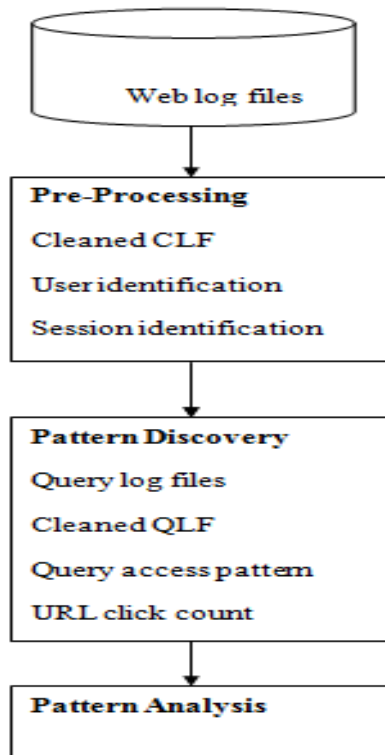 Web log files
Pre-Processing
Cleaned CLF
User identification
Session identification
Pattern Discovery
Query log files
Cleaned QLF
Query access pattern
URL click count
Pattern Analysis